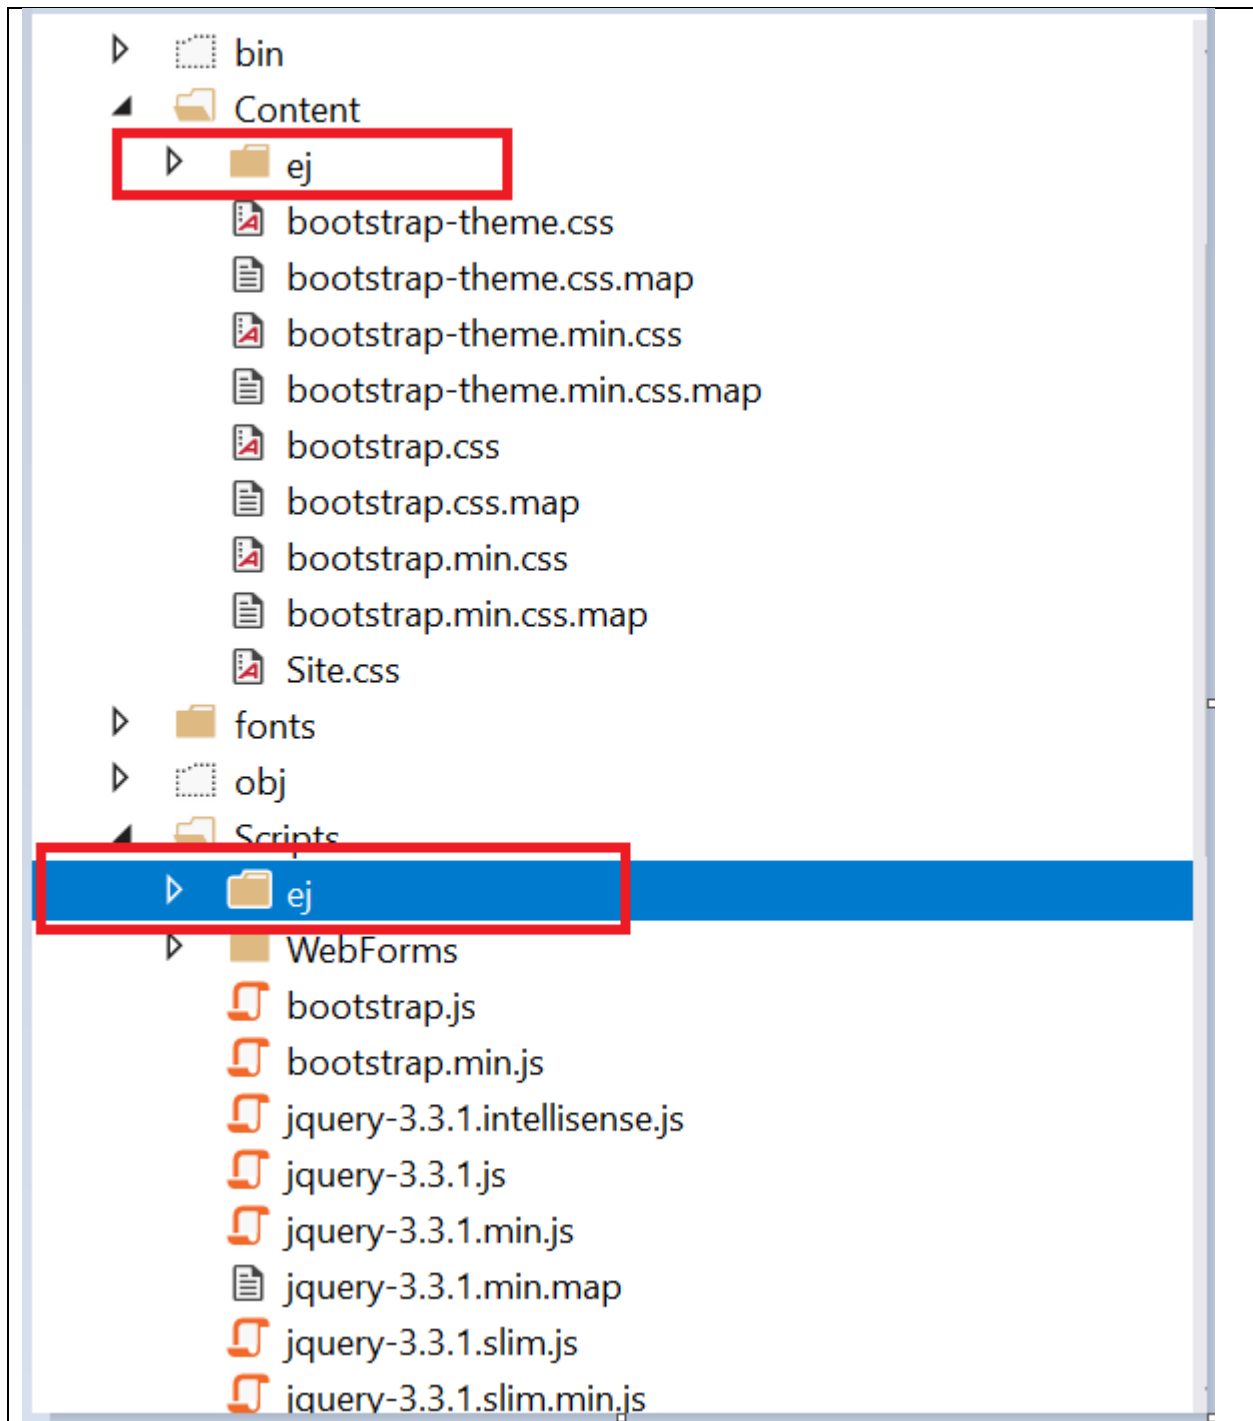 bin
Content
ej
bootstrap-theme.css
bootstrap-theme.css.map
bootstrap-theme.min.css
bootstrap-theme.min.css.map
bootstrap.css
bootstrap.css.map
bootstrap.min.css
bootstrap.min.css.map
Site.css
fonts
obj
Scripts
ej
WebForms
bootstrap.js
bootstrap.min.js
jquery-3.3.1.intellisense.js
jquery-3.3.1.js
jquery-3.3.1.min.js
jquery-3.3.1.min.map
jquery-3.3.1.slim.js
jquery-3.3.1.slim.min.js